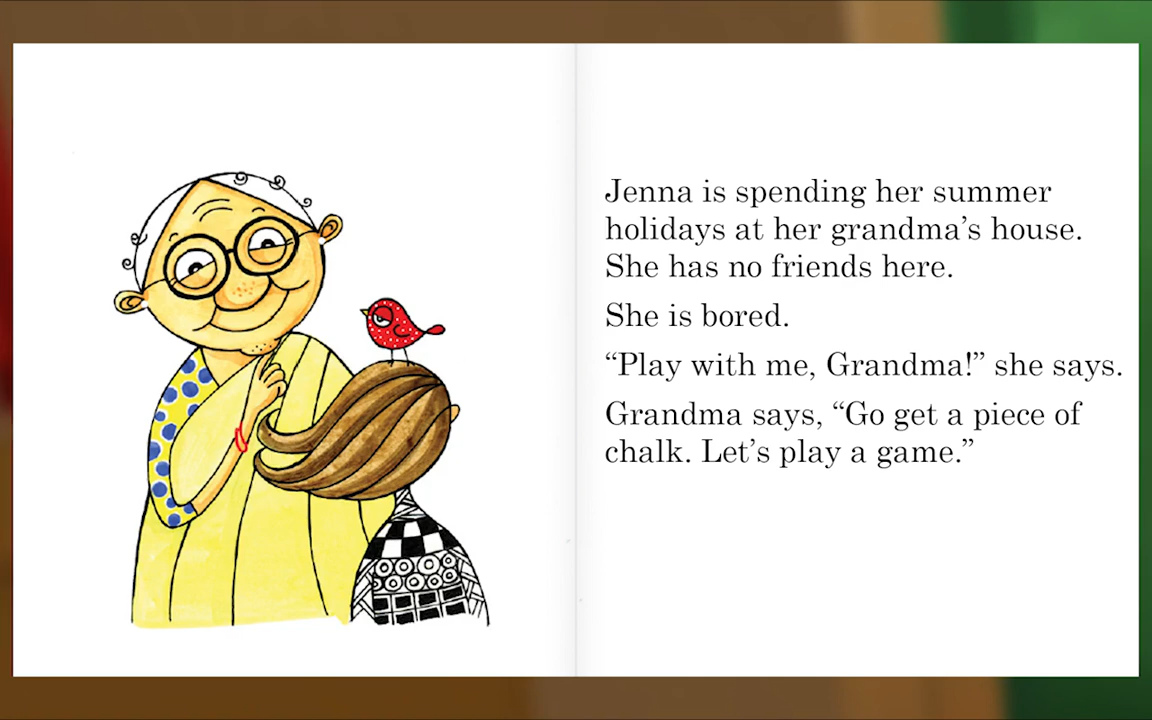 Jenna is spending her summer
holidays at her grandma’s house.
She has no friends here.
She is bored.
“Play with me, Grandma!” she says.
Grandma says, “Go get a piece of
chalk. Let’s play a game.”